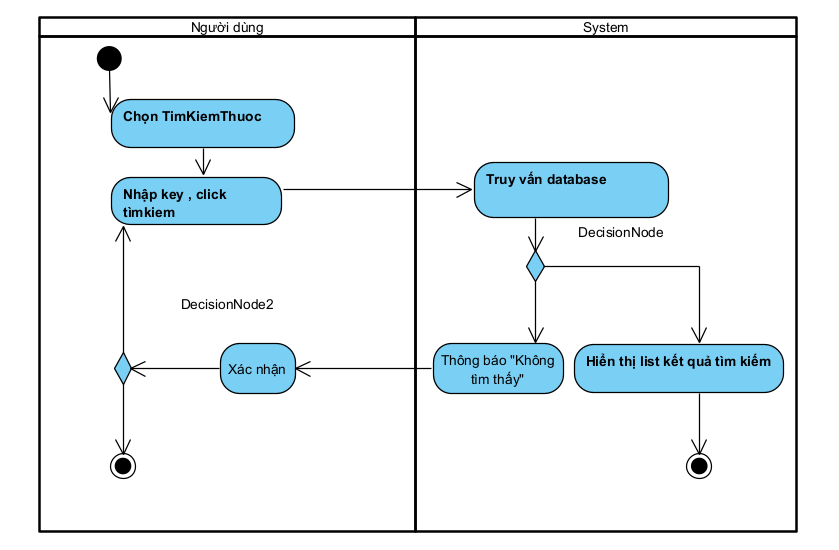 Người dùng
System
Chọn TimKiemThuoc
Nhập key , click
tìmkiem
Truy vấn database
DecisionNode
DecisionNode2
Xác nhận
Thông báo "Không
tìm thấy"
Hiển thị list kết quả tìm kiếm